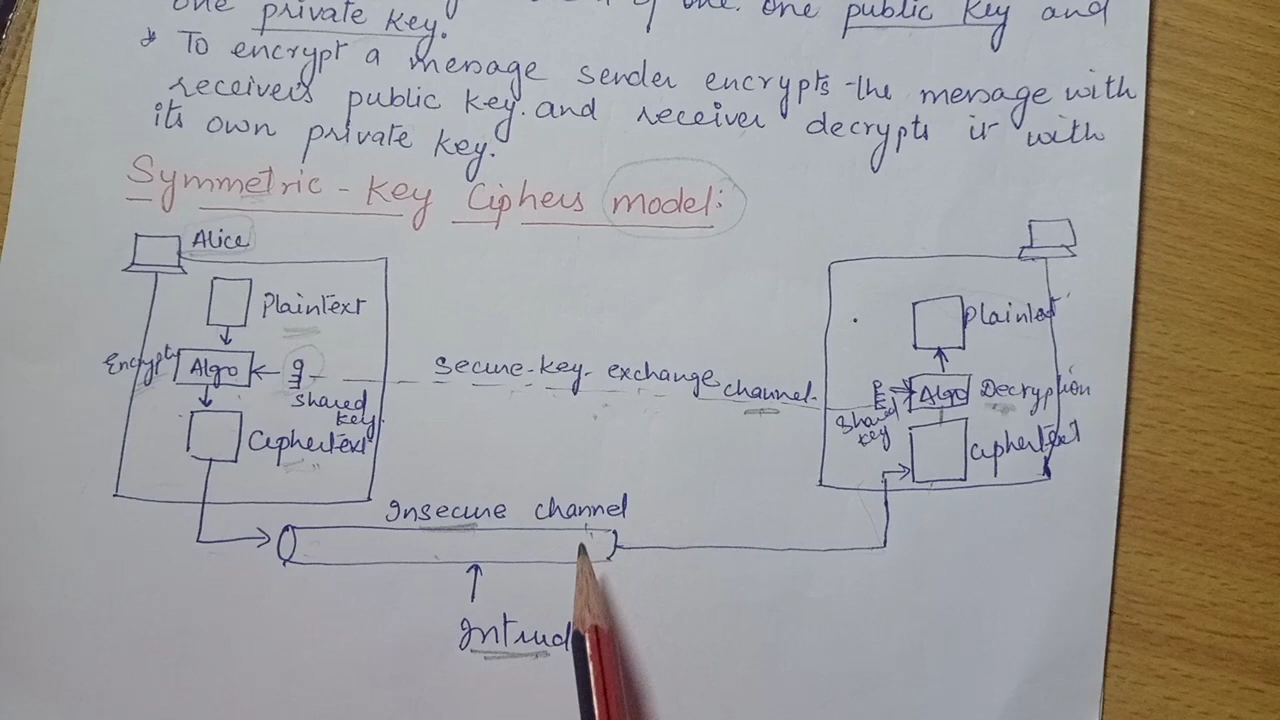 one. one public key and
one private key.
* To encrypt a message sender encrypts the message with
receivers public key. and receiver decrypts it with
its own private key.
Symmetric-key Ciphers model:
Alice
Plaintext
Encrypt
Algo
shared
key.
Ciphertext
secure-key-exchange channel.
Plaintext
Algo Decryption
Shared
key
Ciphertext
Insecure channel
Intrud